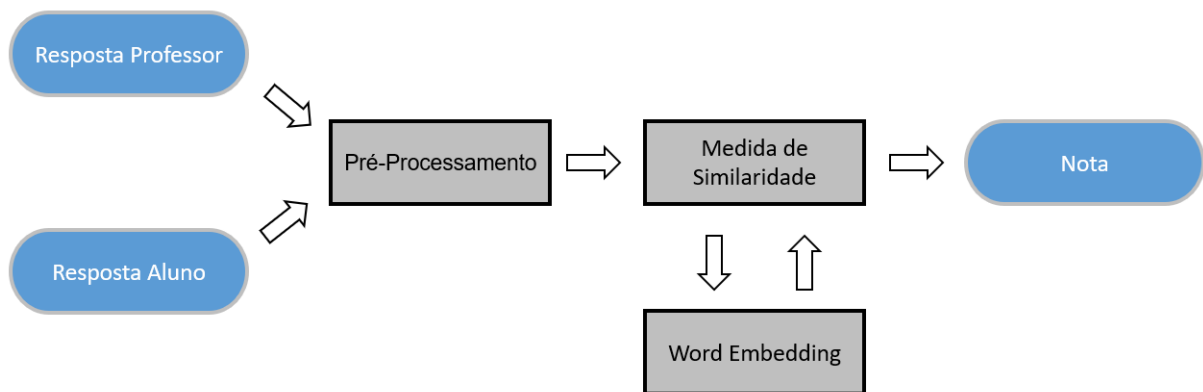 Resposta Professor
Pré-Processamento
Medida de
Similaridade
Nota
Resposta Aluno
Word Embedding